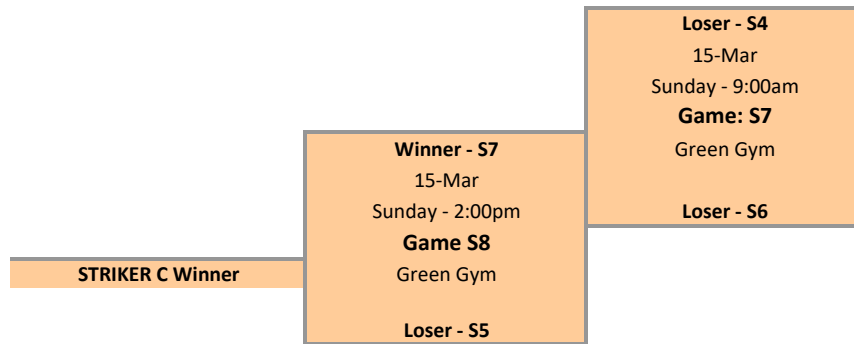 Loser - S4
15-Mar
Sunday - 9:00am
Game: S7
Green Gym
Loser - S6
Winner - S7
15-Mar
Sunday - 2:00pm
Game S8
Green Gym
Loser - S5
STRIKER C Winner